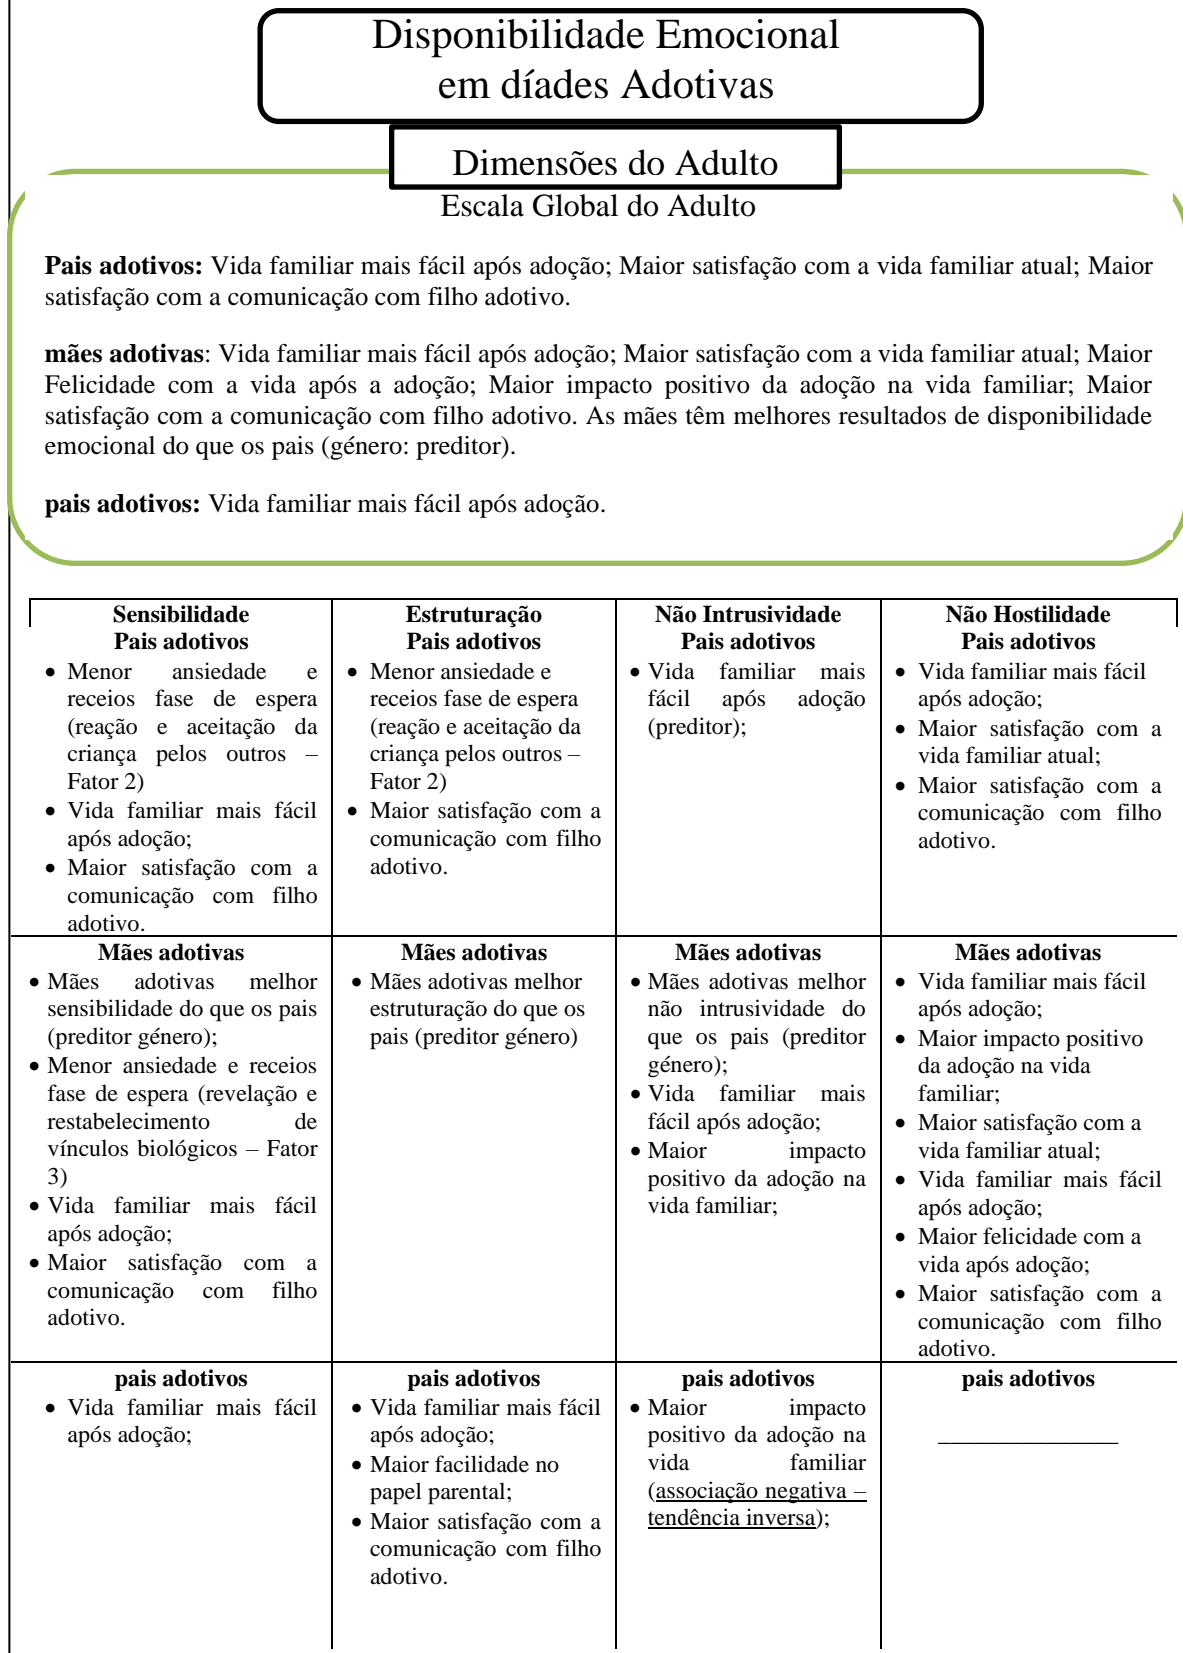 Disponibilidade Emocional
em díades Adotivas
Dimensões do Adulto
Escala Global do Adulto
Pais adotivos: Vida familiar mais fácil após adoção; Maior satisfação com a vida familiar atual; Maior
satisfação com a comunicação com filho adotivo.
mães adotivas: Vida familiar mais fácil após adoção; Maior satisfação com a vida familiar atual; Maior
Felicidade com a vida após a adoção; Maior impacto positivo da adoção na vida familiar; Maior
satisfação com a comunicação com filho adotivo. As mães têm melhores resultados de disponibilidade
emocional do que os pais (género: preditor).
pais adotivos: Vida familiar mais fácil após adoção.
Sensibilidade
Pais adotivos
• Menor ansiedade e
receios fase de espera
(reação e aceitação da
criança pelos outros –
Fator 2)
• Vida familiar mais fácil
após adoção;
• Maior satisfação com a
comunicação com filho
adotivo.
Estruturação
Pais adotivos
• Menor ansiedade e
receios fase de espera
(reação e aceitação da
criança pelos outros –
Fator 2)
• Maior satisfação com a
comunicação com filho
adotivo.
Não Intrusividade
Pais adotivos
• Vida familiar mais
fácil após adoção
(preditor);
Não Hostilidade
Pais adotivos
• Vida familiar mais fácil
após adoção;
• Maior satisfação com a
vida familiar atual;
• Maior satisfação com a
comunicação com filho
adotivo.
Mães adotivas
• Mães adotivas melhor
sensibilidade do que os pais
(preditor género);
• Menor ansiedade e receios
fase de espera (revelação e
restabelecimento de
vínculos biológicos – Fator
3)
• Vida familiar mais fácil
após adoção;
• Maior satisfação com a
comunicação com filho
adotivo.
Mães adotivas
• Mães adotivas melhor
estruturação do que os
pais (preditor género)
Mães adotivas
• Mães adotivas melhor
não intrusividade do
que os pais (preditor
género);
• Vida familiar mais
fácil após adoção;
• Maior impacto
positivo da adoção na
vida familiar;
Mães adotivas
• Vida familiar mais fácil
após adoção;
• Maior impacto positivo
da adoção na vida
familiar;
• Maior satisfação com a
vida familiar atual;
• Vida familiar mais fácil
após adoção;
• Maior felicidade com a
vida após adoção;
• Maior satisfação com a
comunicação com filho
adotivo.
pais adotivos
• Vida familiar mais fácil
após adoção;
pais adotivos
• Vida familiar mais fácil
após adoção;
• Maior facilidade no
papel parental;
• Maior satisfação com a
comunicação com filho
adotivo.
pais adotivos
• Maior impacto
positivo da adoção na
vida familiar
(associação negativa –
tendência inversa);
pais adotivos
_______________